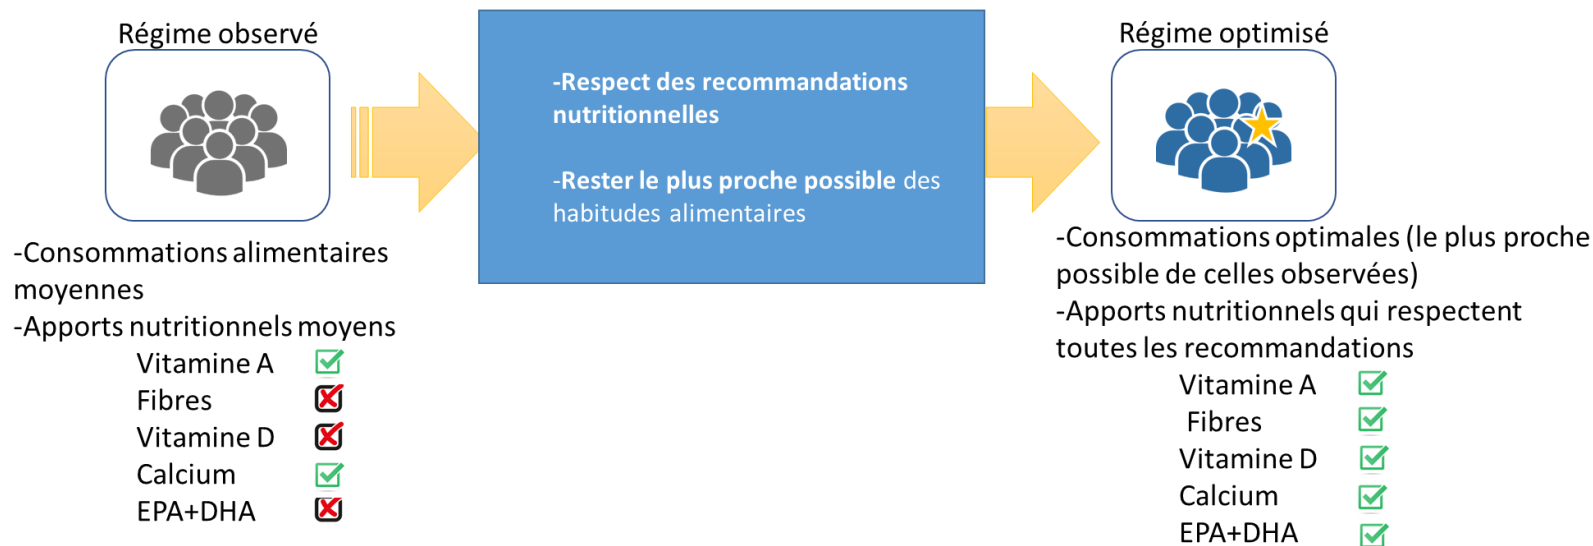 Régime observé
-Consommations alimentaires
moyennes
-Apports nutritionnels moyens
Vitamine A
Fibres
Vitamine D
Calcium
EPA+DHA
-Respect des recommandations
nutritionnelles
-Rester le plus proche possible des
habitudes alimentaires
Régime optimisé
-Consommations optimales (le plus proche
possible de celles observées)
-Apports nutritionnels qui respectent
toutes les recommandations
Vitamine A
Fibres
Vitamine D
Calcium
EPA+DHA